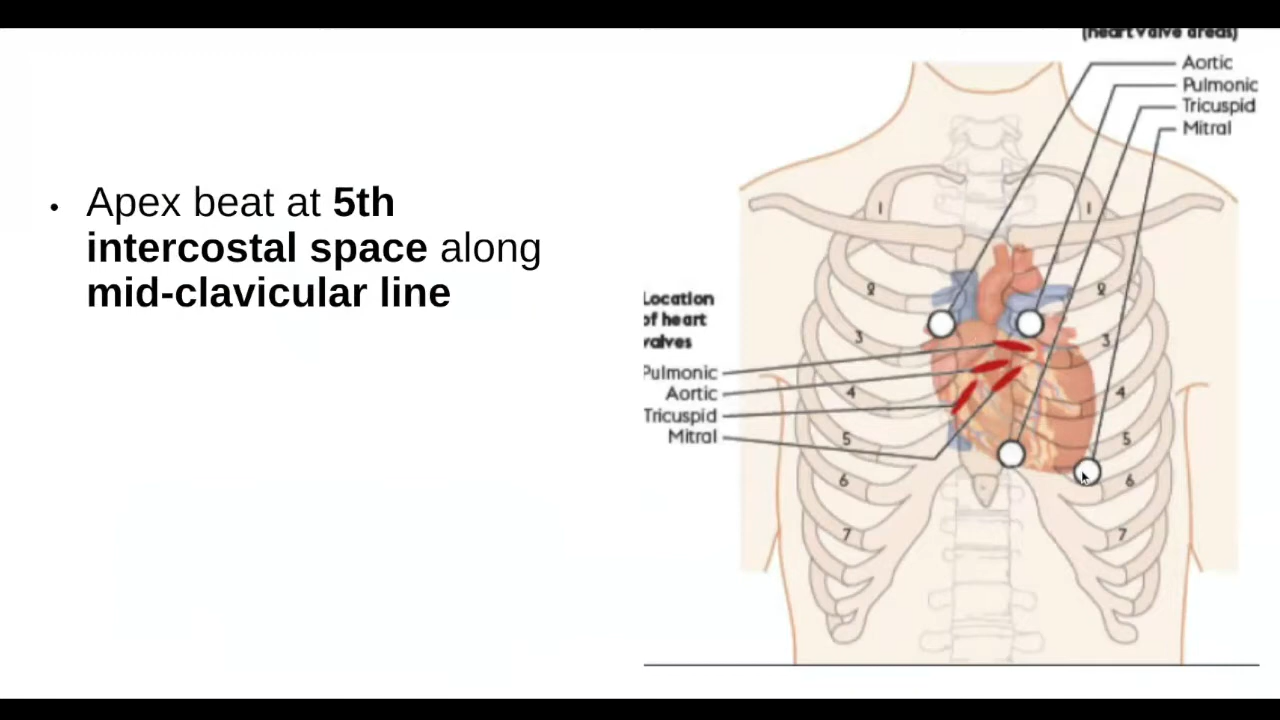 (heart valve areas)
Aortic
Pulmonic
Tricuspid
Mitral
• Apex beat at 5th
intercostal space along
mid-clavicular line
Location
of heart
valves
Pulmonic
Aortic
Tricuspid
Mitral
1 1
2 2
3 3
4 4
5 5
6 6
7 7